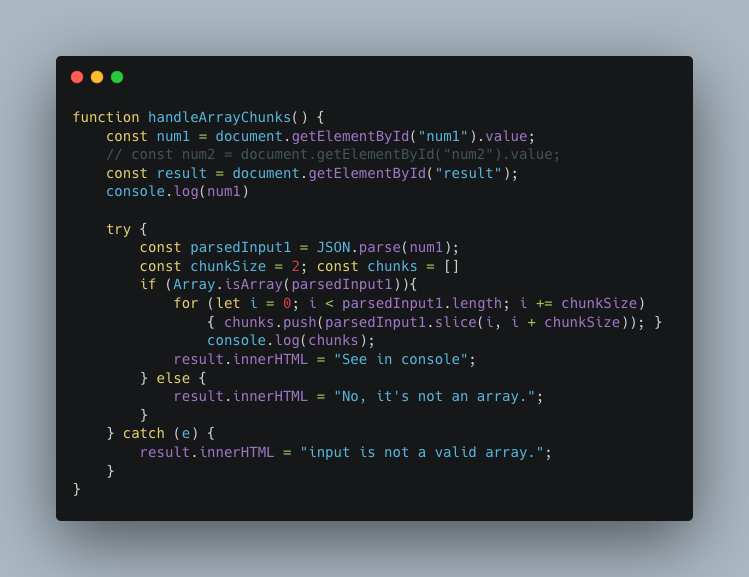 function handleArrayChunks() {
    const num1 = document.getElementById("num1").value;
    // const num2 = document.getElementById("num2").value;
    const result = document.getElementById("result");
    console.log(num1)

    try {
        const parsedInput1 = JSON.parse(num1);
        const chunkSize = 2; const chunks = []
        if (Array.isArray(parsedInput1)){
            for (let i = 0; i < parsedInput1.length; i += chunkSize)
                { chunks.push(parsedInput1.slice(i, i + chunkSize)); }
                console.log(chunks);
            result.innerHTML = "See in console";
        } else {
            result.innerHTML = "No, it's not an array.";
        }
    } catch (e) {
        result.innerHTML = "input is not a valid array.";
    }
}